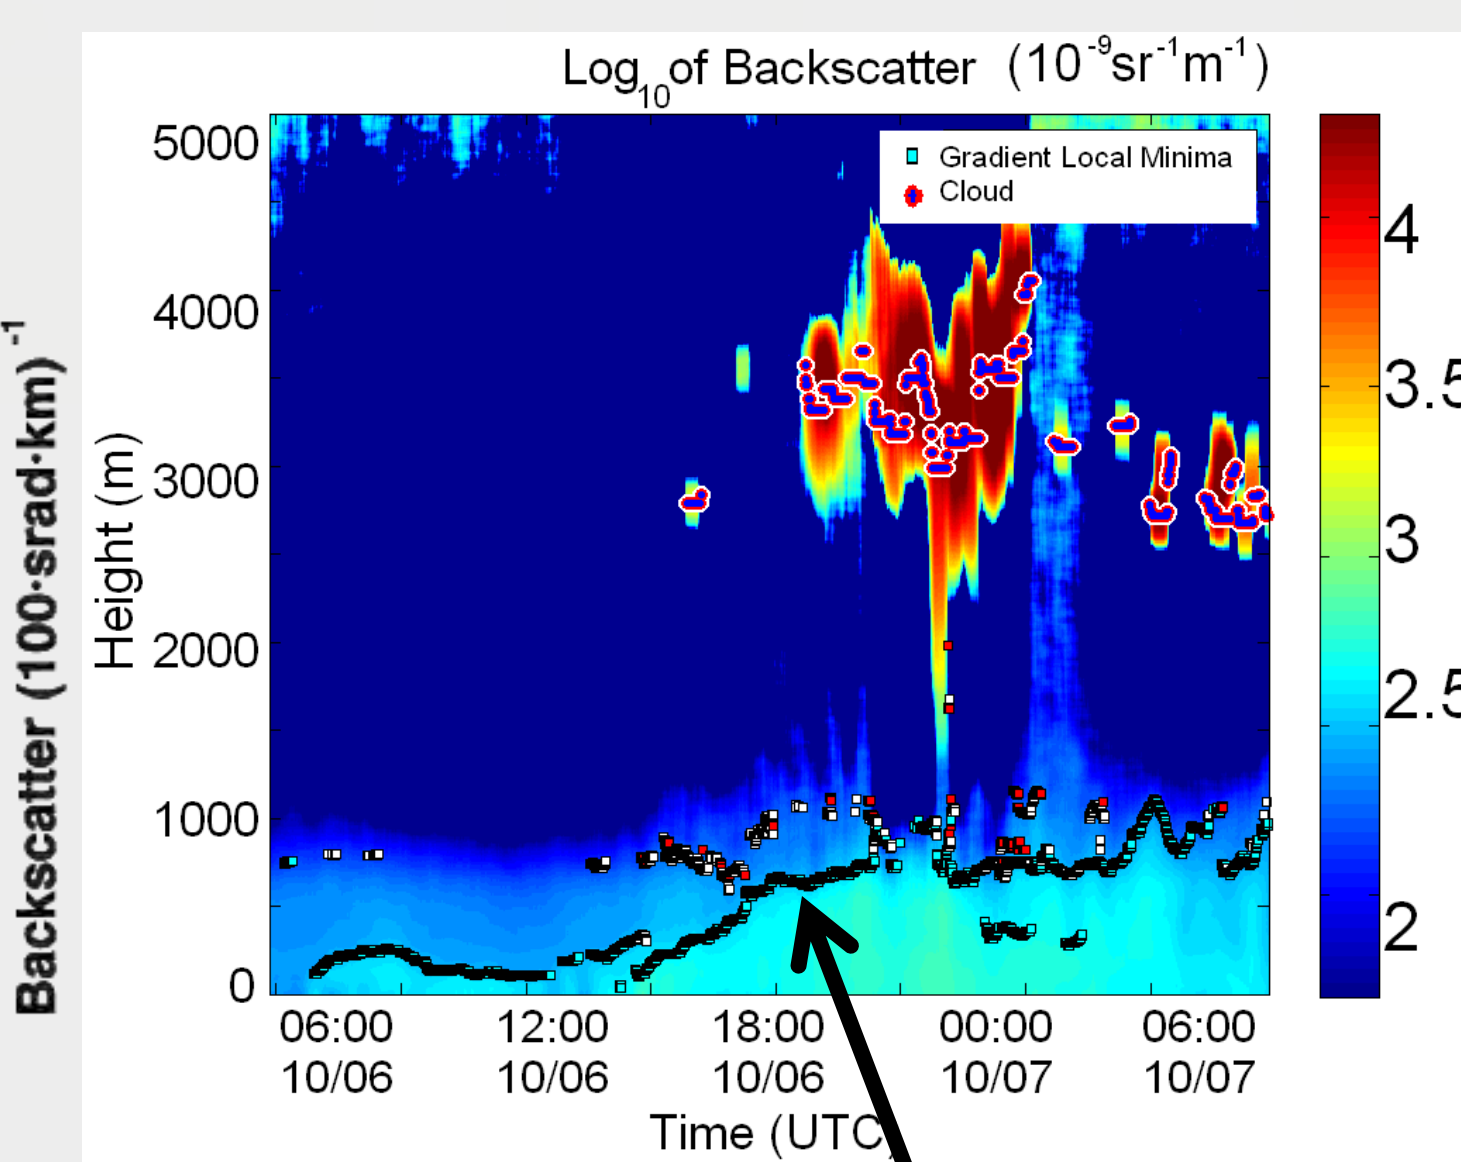 Log10 of Backscatter (10-9sr-1m-1)
Gradient Local Minima
Cloud
Backscatter (100·srad·km)-1
Height (m)
5000
4000
3000
2000
1000
0
4
3.5
3
2.5
2
06:00 12:00 18:00 00:00 06:00
10/06 10/06 10/06 10/07 10/07
Time (UTC)